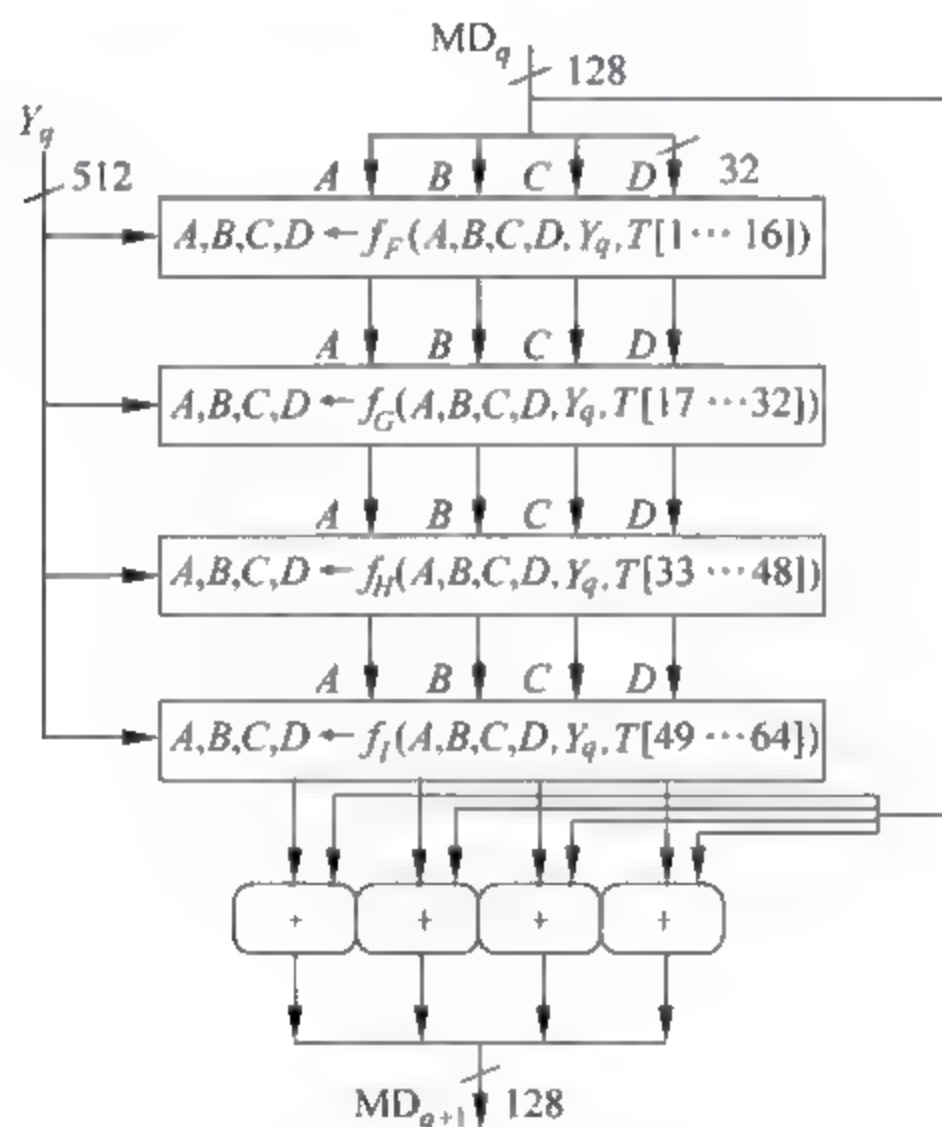 MD_q 128
Y_q
512
A B C D 32
A,B,C,D ← f_F(A,B,C,D,Y_q,T[1⋯16])
A B C D
A,B,C,D ← f_G(A,B,C,D,Y_q,T[17⋯32])
A B C D
A,B,C,D ← f_H(A,B,C,D,Y_q,T[33⋯48])
A B C D
A,B,C,D ← f_I(A,B,C,D,Y_q,T[49⋯64])
+ + + +
MD_{q+1} 128